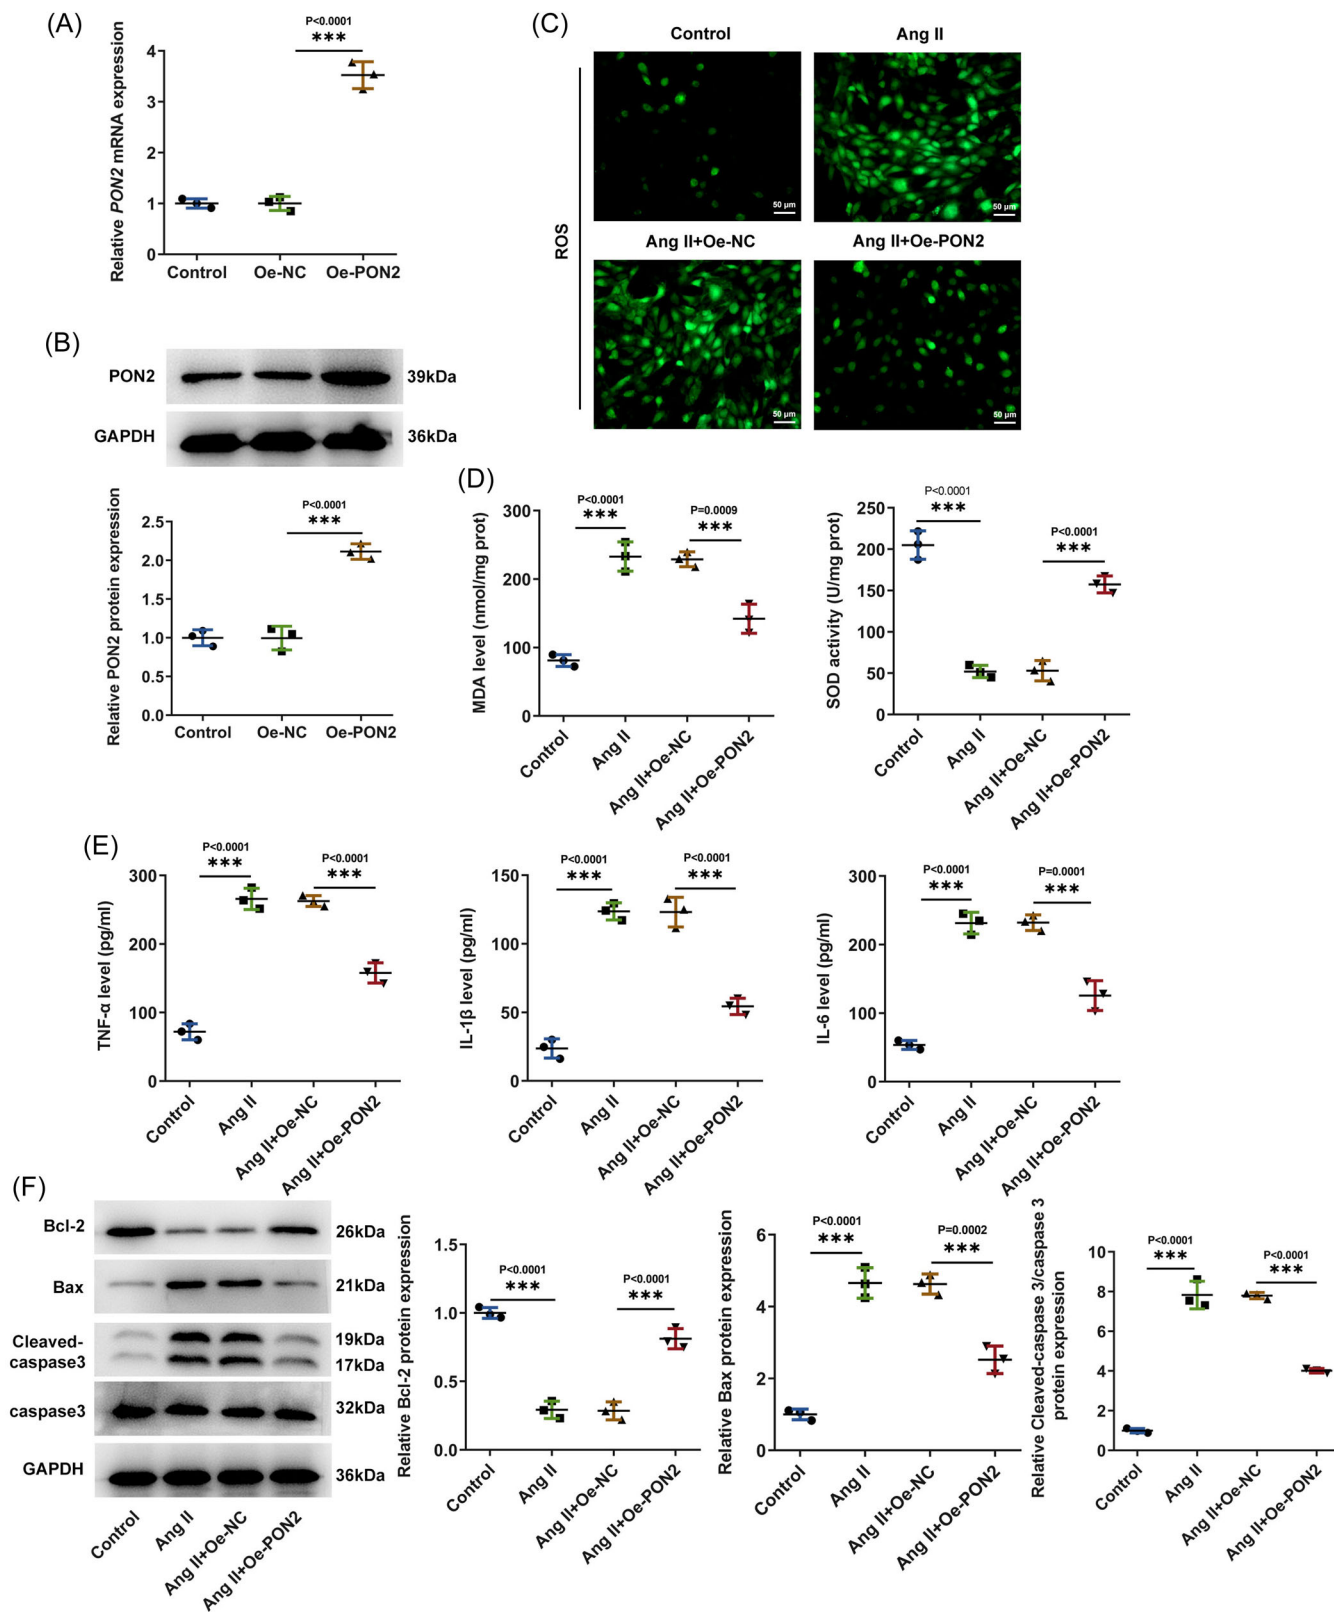 (A)
P<0.0001
***
Relative PON2 mRNA expression
4
3
2
1
0
Control
Oe-NC
Oe-PON2
(B)
PON2
39kDa
GAPDH
36kDa
P<0.0001
***
Relative PON2 protein expression
2.5
2.0
1.5
1.0
0.5
0.0
Control
Oe-NC
Oe-PON2
(C)
Control
Ang II
50 µm
50 µm
ROS
Ang II+Oe-NC
Ang II+Oe-PON2
50 µm
50 µm
(D)
MDA level (nmol/mg prot)
300
200
100
0
P<0.0001
***
P=0.0009
***
Control
Ang II
Ang II+Oe-NC
Ang II+Oe-PON2
SOD activity (U/mg prot)
250
200
150
100
50
0
P<0.0001
***
P<0.0001
***
Control
Ang II
Ang II+Oe-NC
Ang II+Oe-PON2
(E)
TNF-α level (pg/ml)
300
200
100
0
P<0.0001
***
P<0.0001
***
Control
Ang II
Ang II+Oe-NC
Ang II+Oe-PON2
IL-1β level (pg/ml)
150
100
50
0
P<0.0001
***
P<0.0001
***
Control
Ang II
Ang II+Oe-NC
Ang II+Oe-PON2
IL-6 level (pg/ml)
300
200
100
0
P<0.0001
***
P=0.0001
***
Control
Ang II
Ang II+Oe-NC
Ang II+Oe-PON2
(F)
Bcl-2
26kDa
Bax
21kDa
Cleaved-
caspase3
19kDa
17kDa
caspase3
32kDa
GAPDH
36kDa
Control
Ang II
Ang II+Oe-NC
Ang II+Oe-PON2
Relative Bcl-2 protein expression
1.5
1.0
0.5
0.0
P<0.0001
***
P<0.0001
***
Control
Ang II
Ang II+Oe-NC
Ang II+Oe-PON2
Relative Bax protein expression
6
4
2
0
P<0.0001
***
P=0.0002
***
Control
Ang II
Ang II+Oe-NC
Ang II+Oe-PON2
Relative Cleaved-caspase 3/caspase 3
protein expression
10
8
6
4
2
0
P<0.0001
***
P<0.0001
***
Control
Ang II
Ang II+Oe-NC
Ang II+Oe-PON2